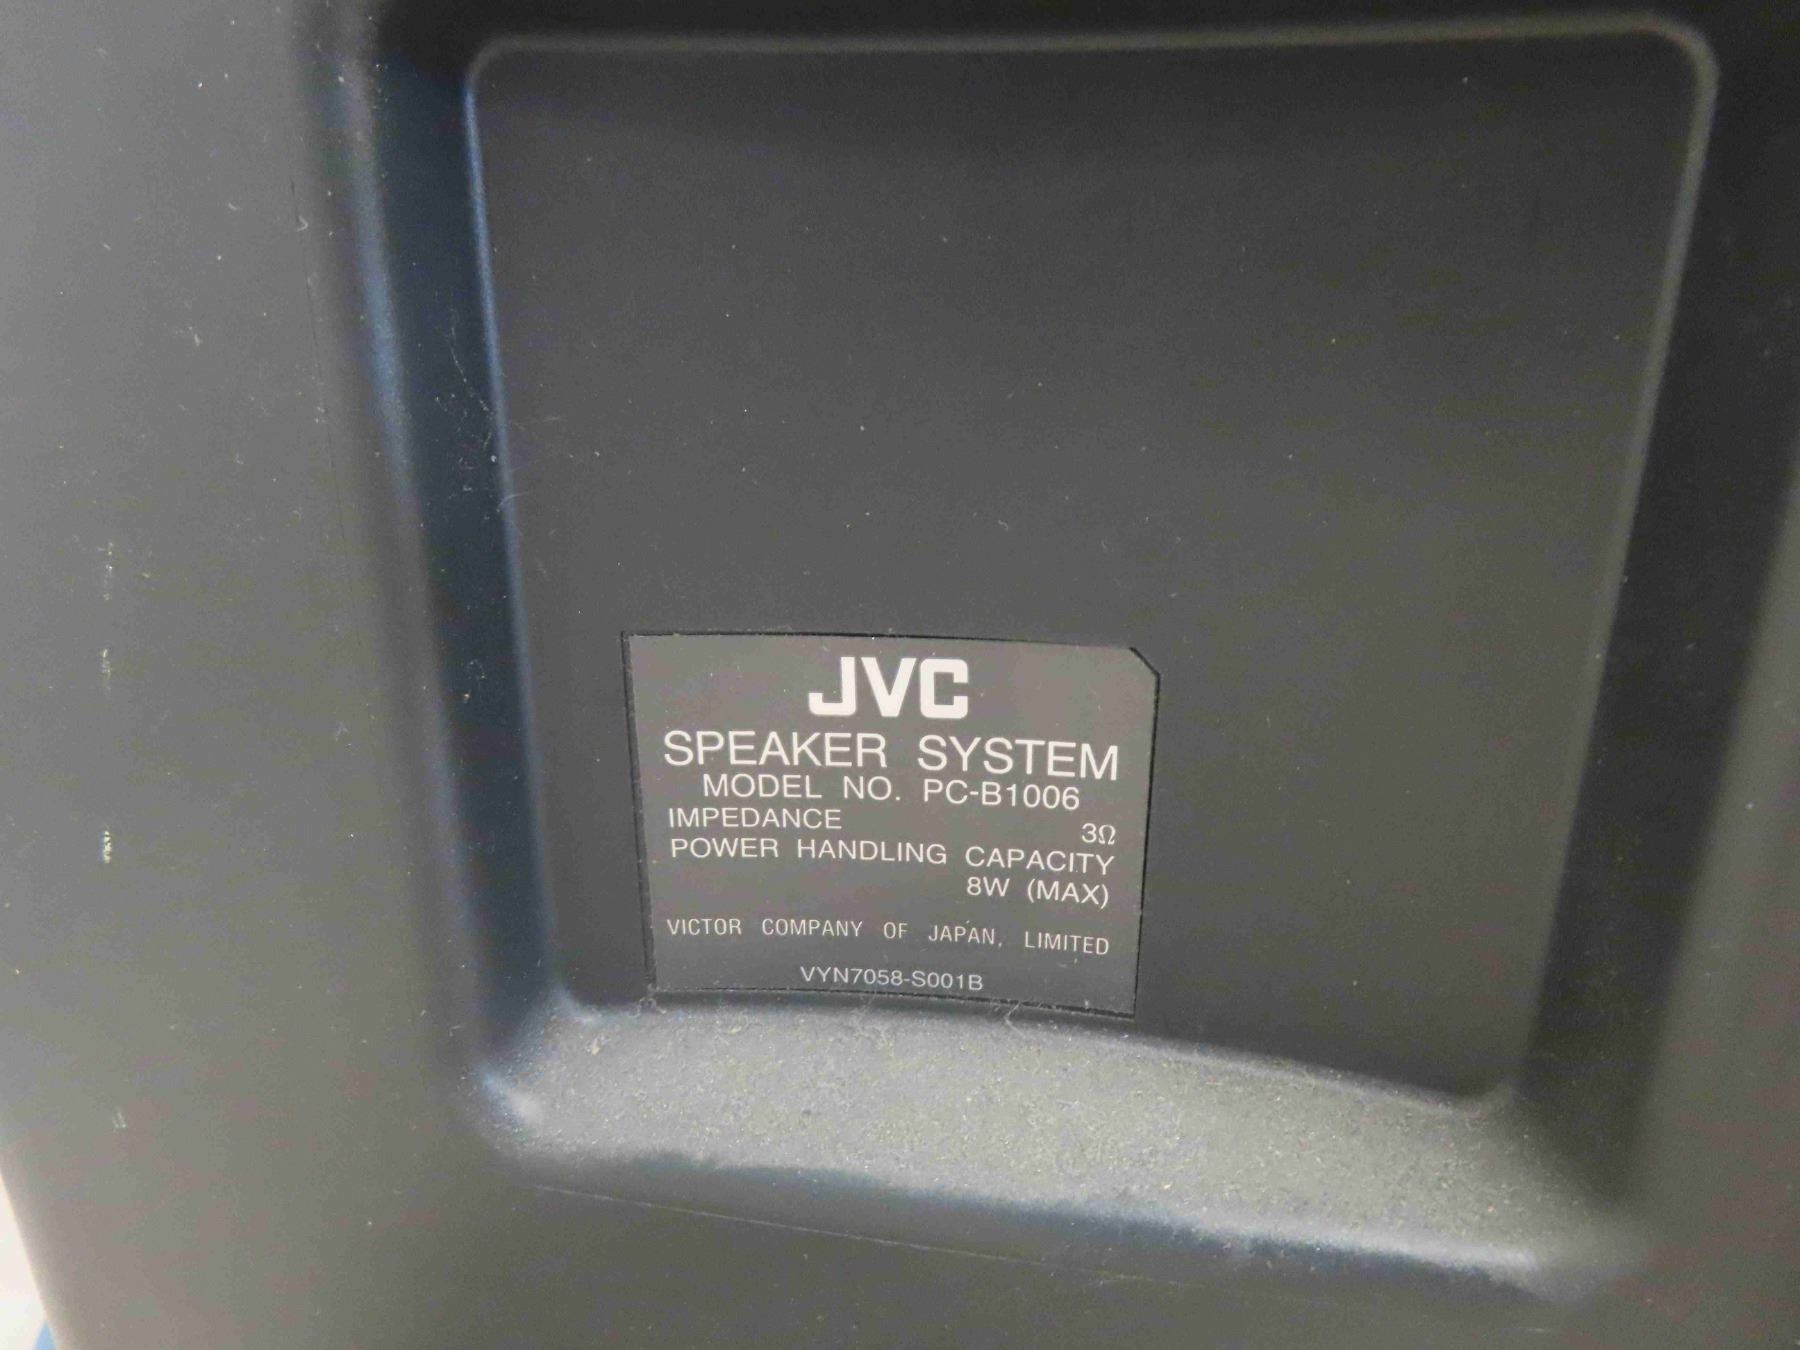 JVC
SPEAKER SYSTEM
MODEL NO. PC-B1006
IMPEDANCE 3Ω
POWER HANDLING CAPACITY
8W (MAX)
VICTOR COMPANY OF JAPAN, LIMITED
VYN7058-S001B